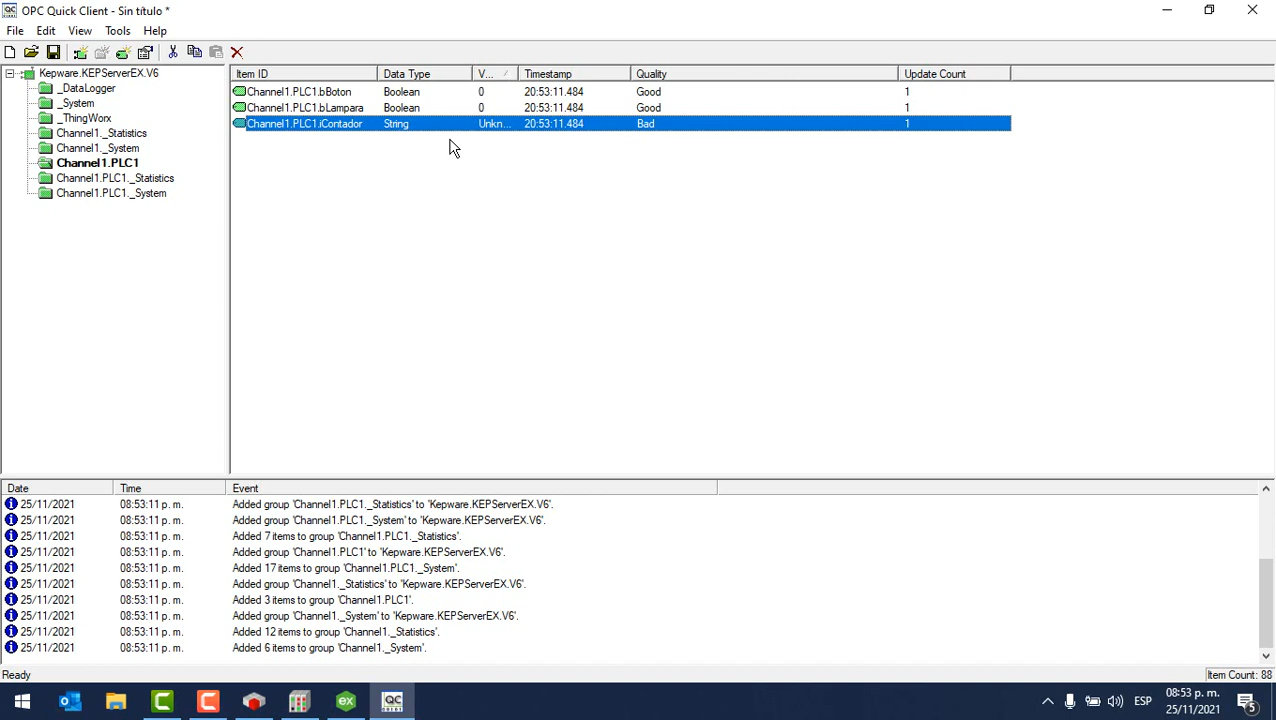 OPC Quick Client - Sin título *
File Edit View Tools Help
Kepware.KEPServerEX.V6
_DataLogger
_System
_ThingWorx
Channel1._Statistics
Channel1._System
Channel1.PLC1
Channel1.PLC1._Statistics
Channel1.PLC1._System
Item ID Data Type V... Timestamp Quality Update Count
Channel1.PLC1.bBoton Boolean 0 20:53:11.484 Good 1
Channel1.PLC1.bLampara Boolean 0 20:53:11.484 Good 1
Channel1.PLC1.iContador String Unkn... 20:53:11.484 Bad 1
Date Time Event
25/11/2021 08:53:11 p. m. Added group 'Channel1.PLC1._Statistics' to 'Kepware.KEPServerEX.V6'.
25/11/2021 08:53:11 p. m. Added group 'Channel1.PLC1._System' to 'Kepware.KEPServerEX.V6'.
25/11/2021 08:53:11 p. m. Added 7 items to group 'Channel1.PLC1._Statistics'.
25/11/2021 08:53:11 p. m. Added group 'Channel1.PLC1' to 'Kepware.KEPServerEX.V6'.
25/11/2021 08:53:11 p. m. Added 17 items to group 'Channel1.PLC1._System'.
25/11/2021 08:53:11 p. m. Added group 'Channel1._Statistics' to 'Kepware.KEPServerEX.V6'.
25/11/2021 08:53:11 p. m. Added 3 items to group 'Channel1.PLC1'.
25/11/2021 08:53:11 p. m. Added group 'Channel1._System' to 'Kepware.KEPServerEX.V6'.
25/11/2021 08:53:11 p. m. Added 12 items to group 'Channel1._Statistics'.
25/11/2021 08:53:11 p. m. Added 6 items to group 'Channel1._System'.
Ready Item Count: 88
ex QC ESP 08:53 p. m.
25/11/2021 5